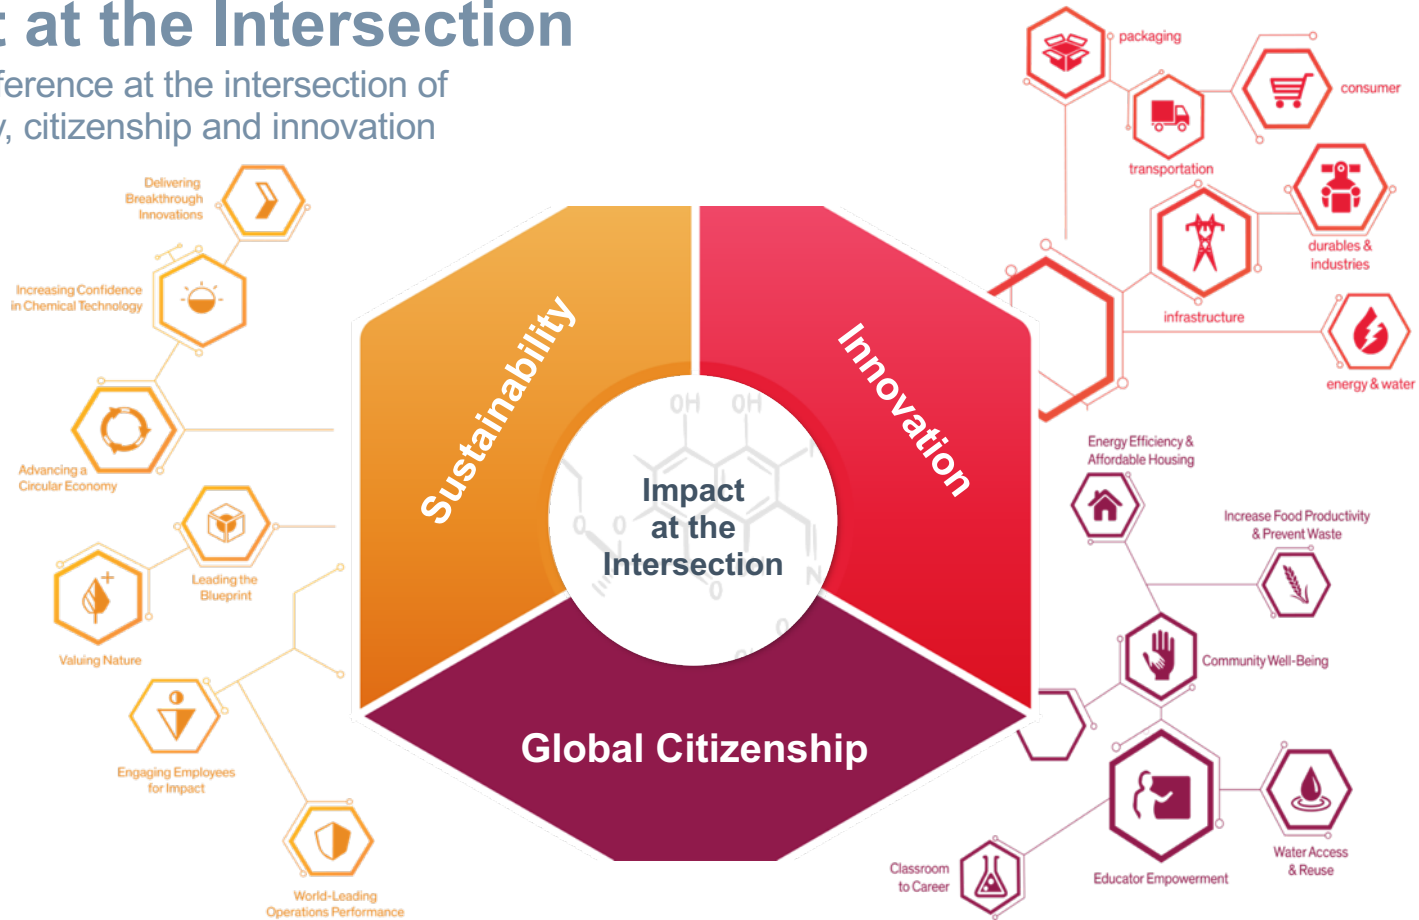 t at the Intersection
ference at the intersection of
y, citizenship and innovation
Delivering
Breakthrough
Innovations
Increasing Confidence
in Chemical Technology
Advancing a
Circular Economy
Leading the
Blueprint
Valuing Nature
Engaging Employees
for Impact
World-Leading
Operations Performance
Sustainability
Innovation
Global Citizenship
OH
OH
Impact
at the
Intersection
O
O
N
O
packaging
consumer
transportation
durables &
industries
infrastructure
energy & water
Energy Efficiency &
Affordable Housing
Increase Food Productivity
& Prevent Waste
Community Well-Being
Water Access
& Reuse
Educator Empowerment
Classroom
to Career